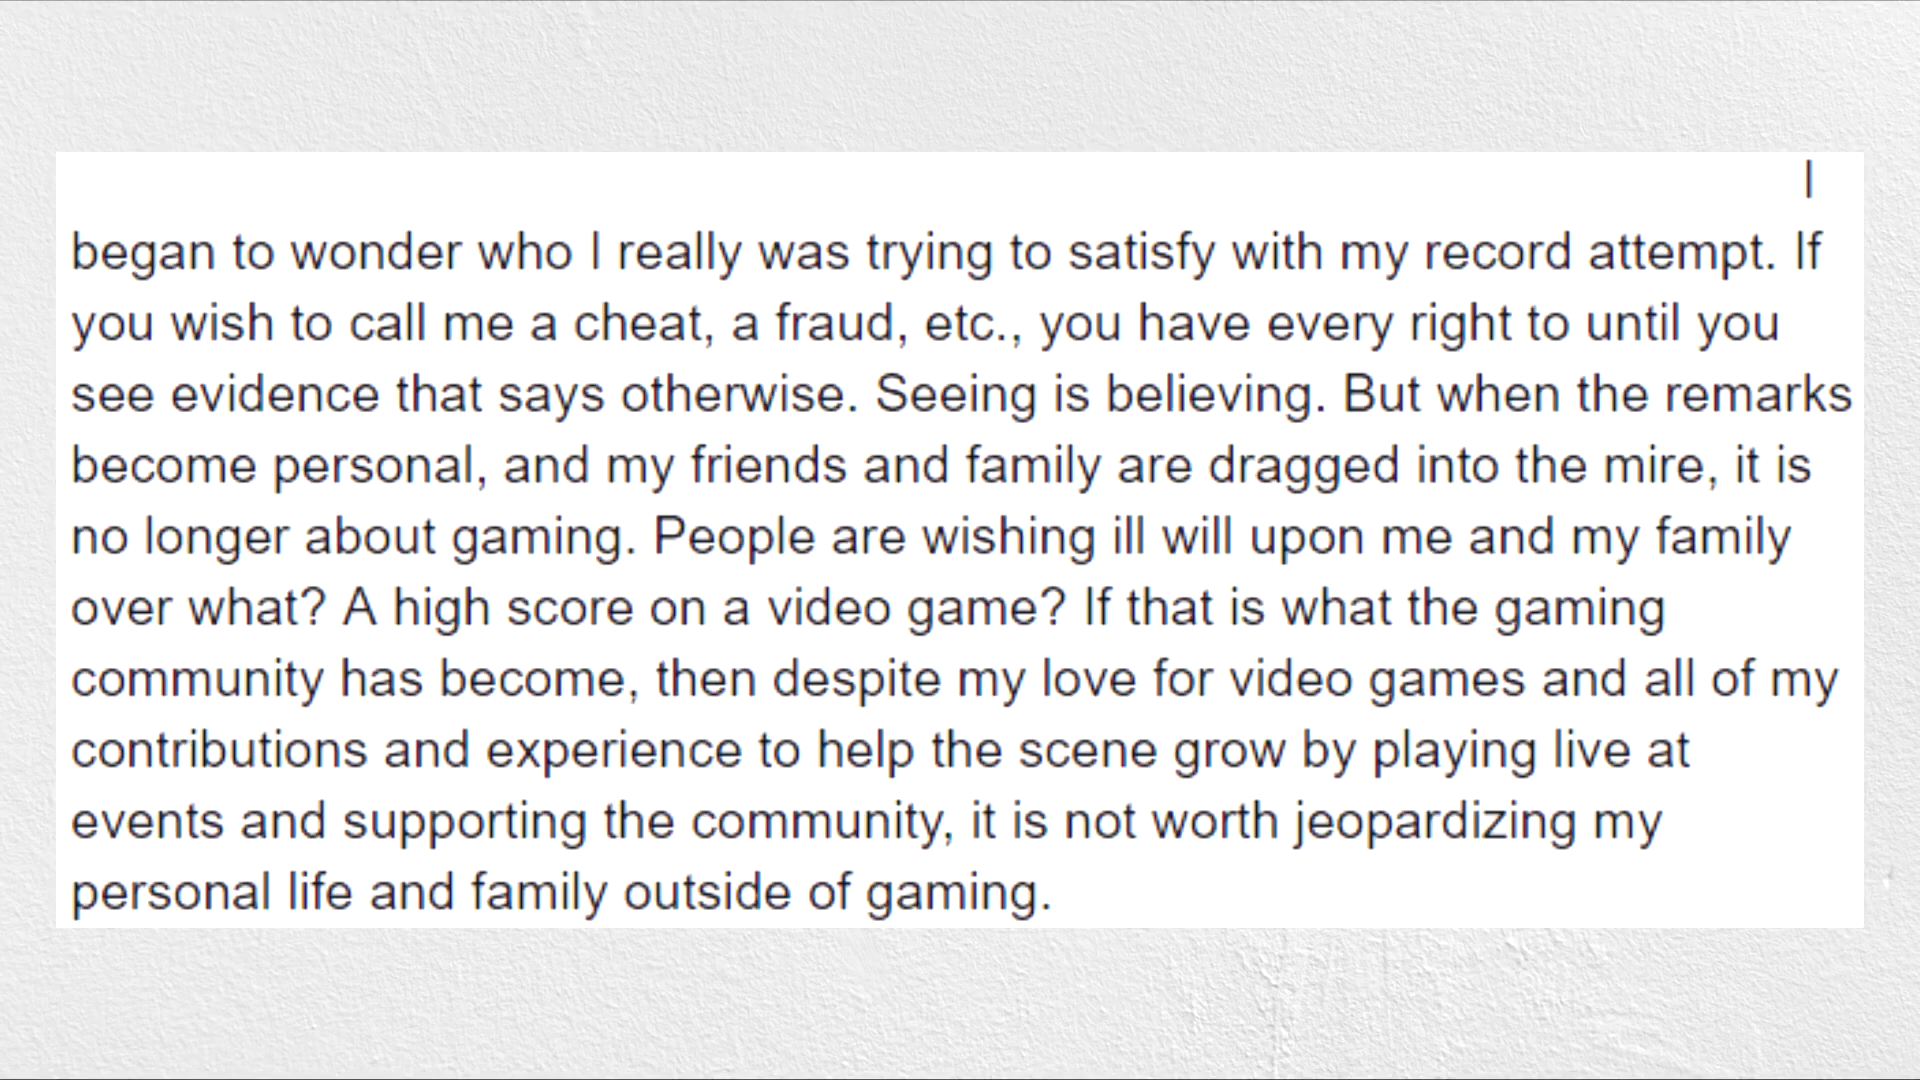 I
began to wonder who I really was trying to satisfy with my record attempt. If
you wish to call me a cheat, a fraud, etc., you have every right to until you
see evidence that says otherwise. Seeing is believing. But when the remarks
become personal, and my friends and family are dragged into the mire, it is
no longer about gaming. People are wishing ill will upon me and my family
over what? A high score on a video game? If that is what the gaming
community has become, then despite my love for video games and all of my
contributions and experience to help the scene grow by playing live at
events and supporting the community, it is not worth jeopardizing my
personal life and family outside of gaming.